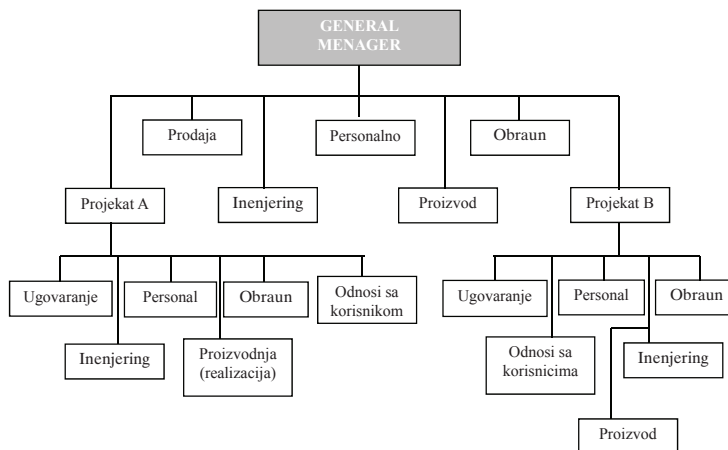 GENERAL
MENAGER
Prodaja
Personalno
Obraun
Projekat A
Inenjering
Proizvod
Projekat B
Ugovaranje
Personal
Obraun
Odnosi sa
korisnikom
Inenjering
Proizvodnja
(realizacija)
Ugovaranje
Personal
Obraun
Odnosi sa
korisnicima
Inenjering
Proizvod